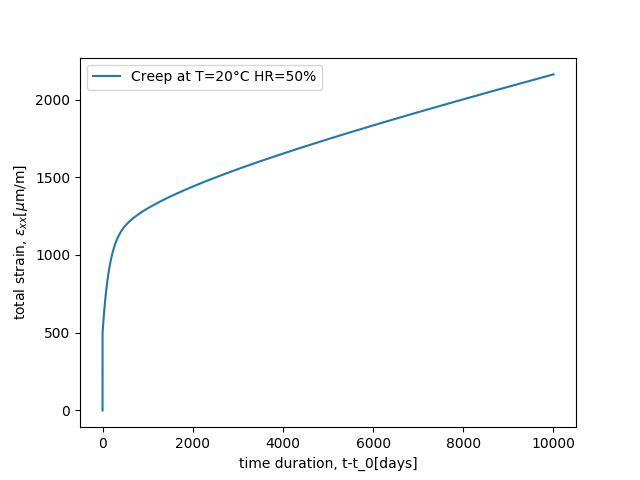 Creep at T=20°C HR=50%
total strain, εxx[μm/m]
2000
1500
1000
500
0
0 2000 4000 6000 8000 10000
time duration, t-t_0[days]